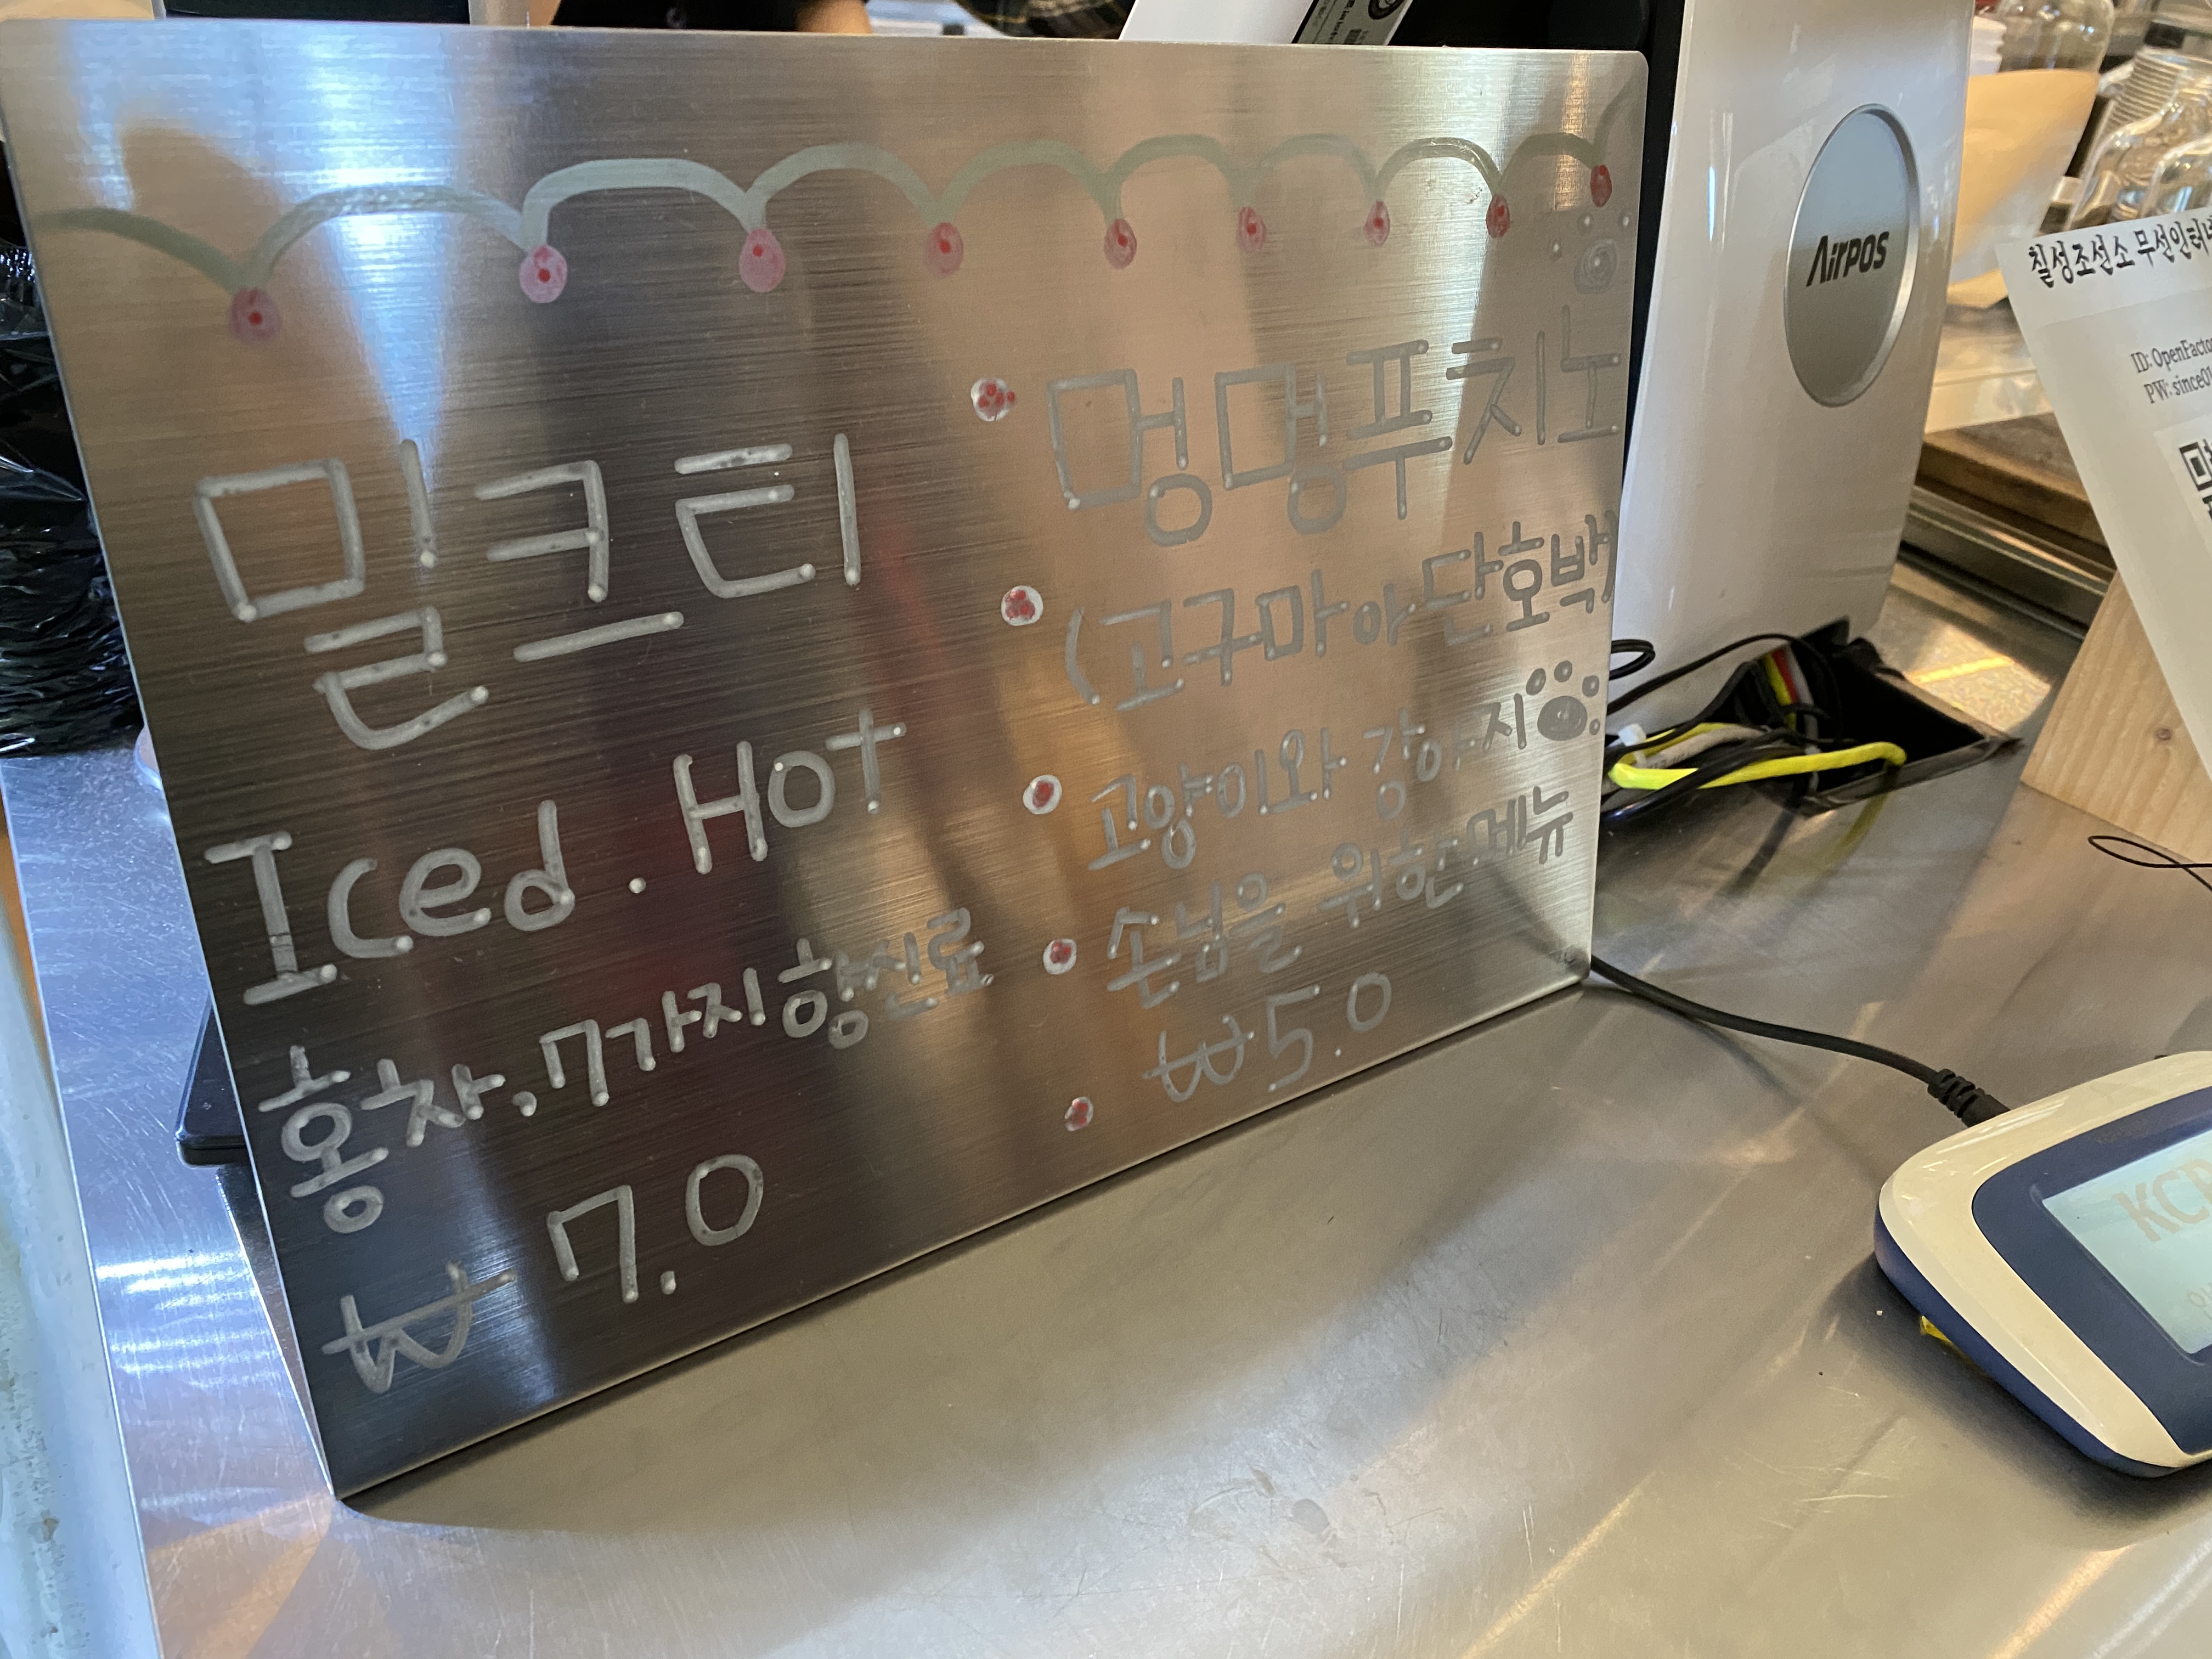 밀크티
Iced . Hot
홍차, 7가지향신료
₩ 7.0
멍멍푸치노
(고구마 아 단호박
고양이와 강아지
손님을 위한 메뉴
₩ 5.0
AirPOS
칠성조선소 무선인터넷
ID: OpenFacto
PW: since01